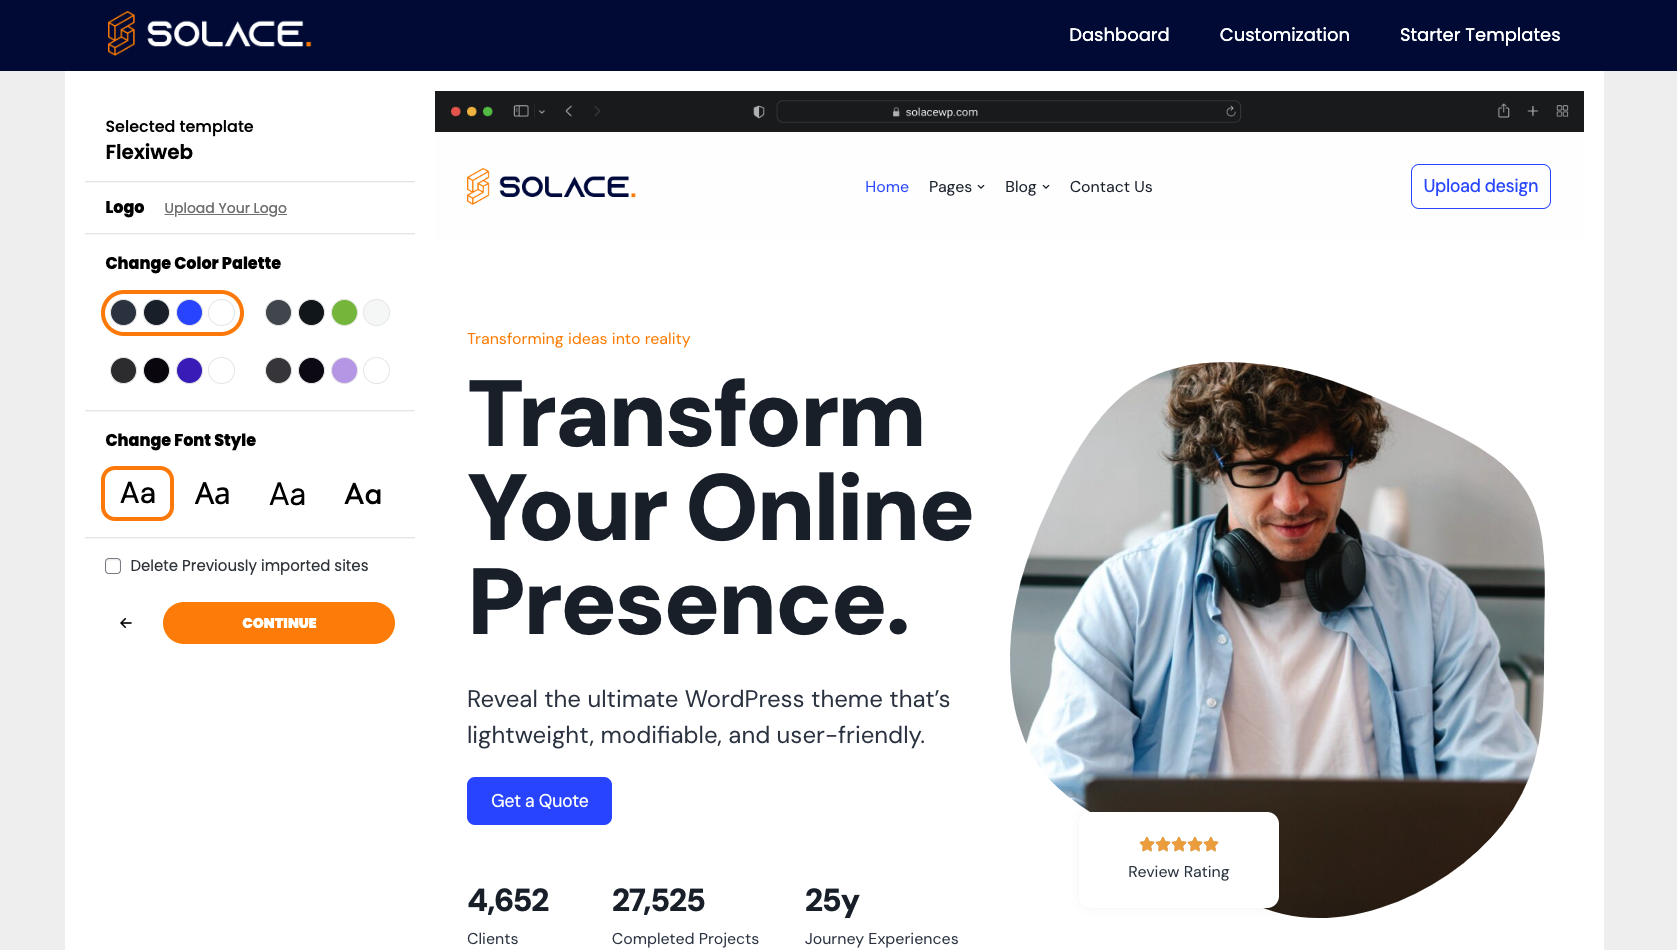 SOLACE.
Dashboard
Customization
Starter Templates
Selected template
Flexiweb
Logo
Upload Your Logo
Change Color Palette
Change Font Style
Aa
Aa
Aa
Aa
Delete Previously imported sites
CONTINUE
solacewp.com
SOLACE.
Home
Pages
Blog
Contact Us
Upload design
Transforming ideas into reality
Transform
Your Online
Presence.
Reveal the ultimate WordPress theme that’s
lightweight, modifiable, and user-friendly.
Get a Quote
Review Rating
4,652
Clients
27,525
Completed Projects
25y
Journey Experiences